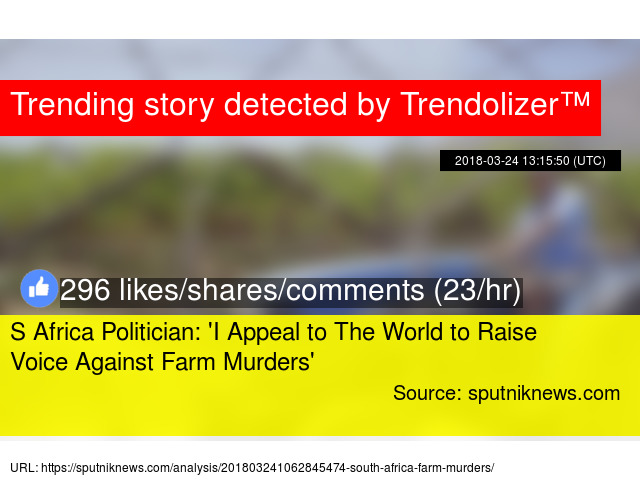 Trending story detected by Trendolizer™
2018-03-24 13:15:50 (UTC)
296 likes/shares/comments (23/hr)
S Africa Politician: 'I Appeal to The World to Raise
Voice Against Farm Murders'
Source: sputniknews.com
URL: https://sputniknews.com/analysis/201803241062845474-south-africa-farm-murders/